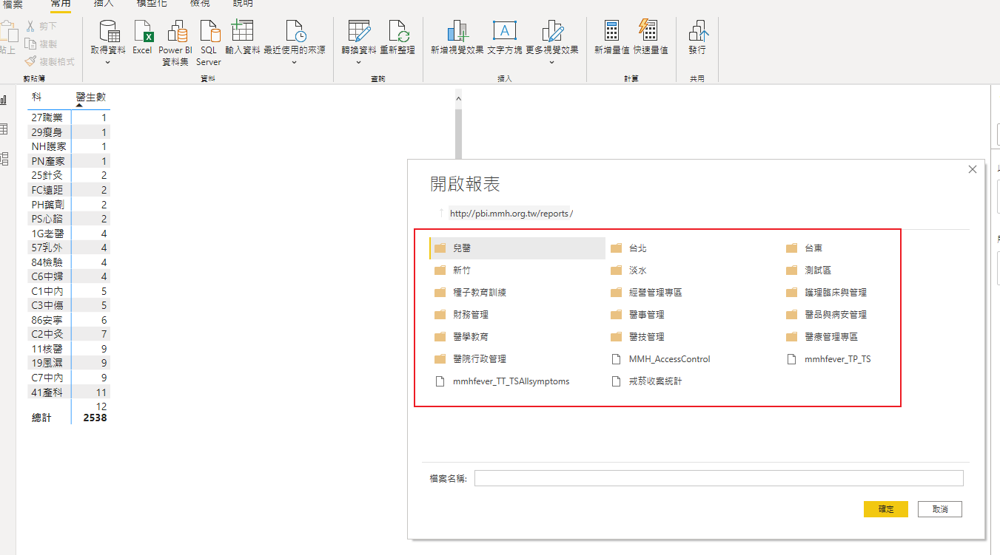 檔案 常用 插入 模型化 檢視 說明
貼上 剪下 複製 複製格式
取得資料 Excel Power BI 資料集 SQL Server 輸入資料 最近使用的來源
轉換資料 重新整理
新增視覺效果 文字方塊 更多視覺效果
新增量值 快速量值
發行
剪貼簿 資料 查詢 插入 計算 共用
科 醫生數
27職業 1
29瘦身 1
NH護家 1
PN產家 1
25針灸 2
FC遠距 2
PH藥劑 2
PS心諮 2
1G老醫 4
57乳外 4
84檢驗 4
C6中婦 4
C1中內 5
C3中傷 5
86安寧 6
C2中灸 7
11核醫 9
19風濕 9
C7中內 9
41產科 11
12
總計 2538
開啟報表
http://pbi.mmh.org.tw/reports/
兒醫 台北 台東
新竹 淡水 測試區
種子教育訓練 經營管理專區 護理臨床與管理
財務管理 醫事管理 醫品與病安管理
醫學教育 醫技管理 醫療管理專區
醫院行政管理 MMH_AccessControl mmhfever_TP_TS
mmhfever_TT_TSAllsymptoms 戒菸收案統計
檔案名稱:
確定 取消